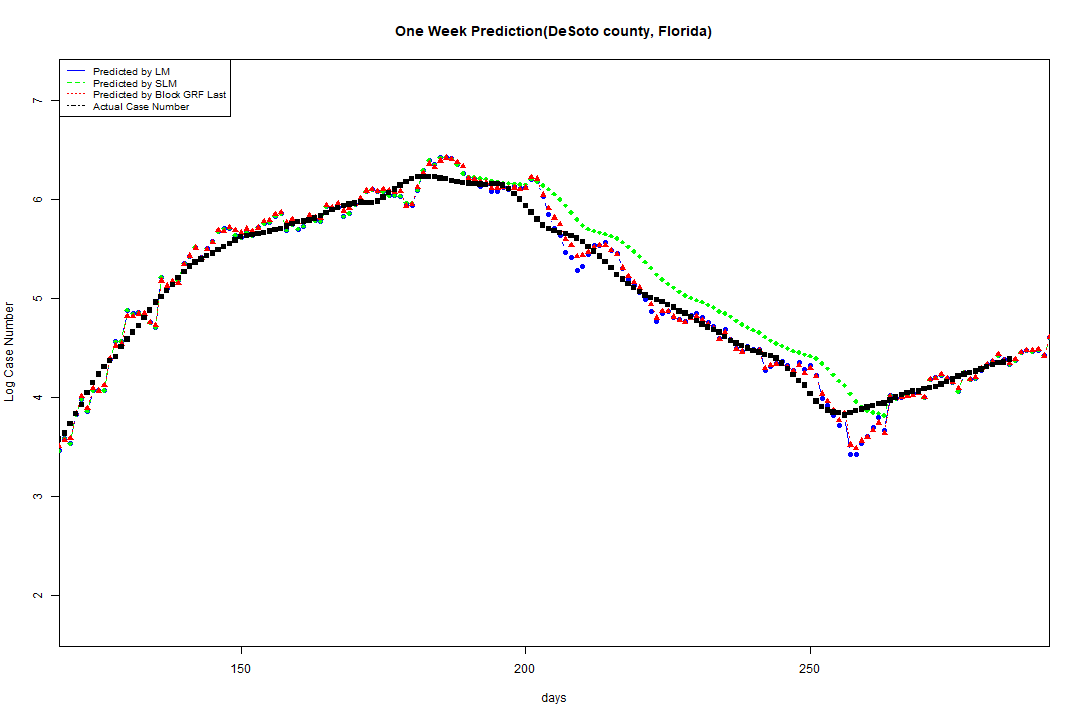 One Week Prediction(DeSoto county, Florida)
Predicted by LM
Predicted by SLM
Predicted by Block GRF Last
Actual Case Number
7
6
5
4
3
2
Log Case Number
150
200
250
days